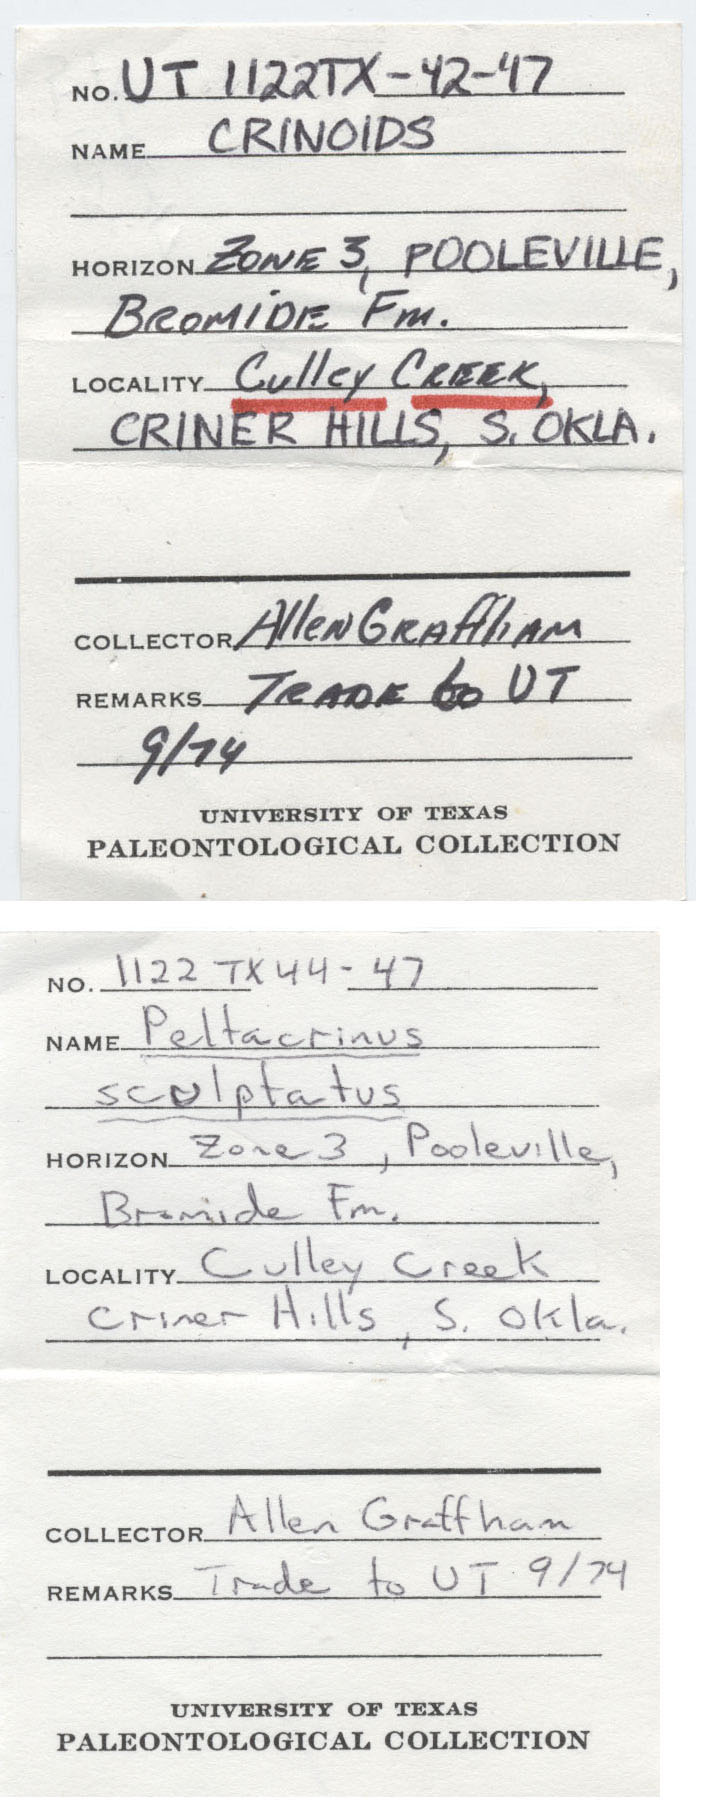 NO. UT 1122TX-42-47
NAME CRINOIDS
HORIZON ZONE 3, POOLEVILLE,
BROMIDE Fm.
LOCALITY Culley CREEK,
CRINER HILLS, S. OKLA.
COLLECTOR Allen GRAffHAM
REMARKS TRADE to UT
9/74
UNIVERSITY OF TEXAS
PALEONTOLOGICAL COLLECTION
NO. 1122 TX 44-47
NAME Peltacrinus
sculptatus
HORIZON Zone 3, Pooleville,
Bromide Fm.
LOCALITY Culley Creek
Criner Hills, S. Okla.
COLLECTOR Allen Graffham
REMARKS Trade to UT 9/74
UNIVERSITY OF TEXAS
PALEONTOLOGICAL COLLECTION